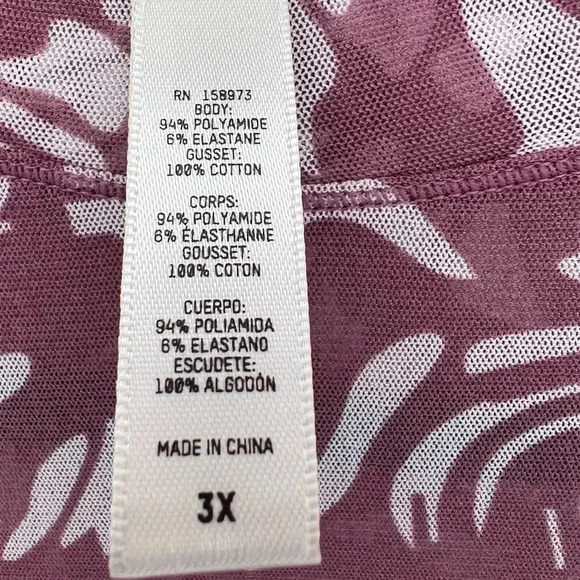 RN 158973
BODY:
94% POLYAMIDE
6% ELASTANE
GUSSET:
100% COTTON
CORPS:
94% POLYAMIDE
6% ÉLASTHANNE
GOUSSET:
100% COTON
CUERPO:
94% POLIAMIDA
6% ELASTANO
ESCUDETE:
100% ALGODÓN
MADE IN CHINA
3X